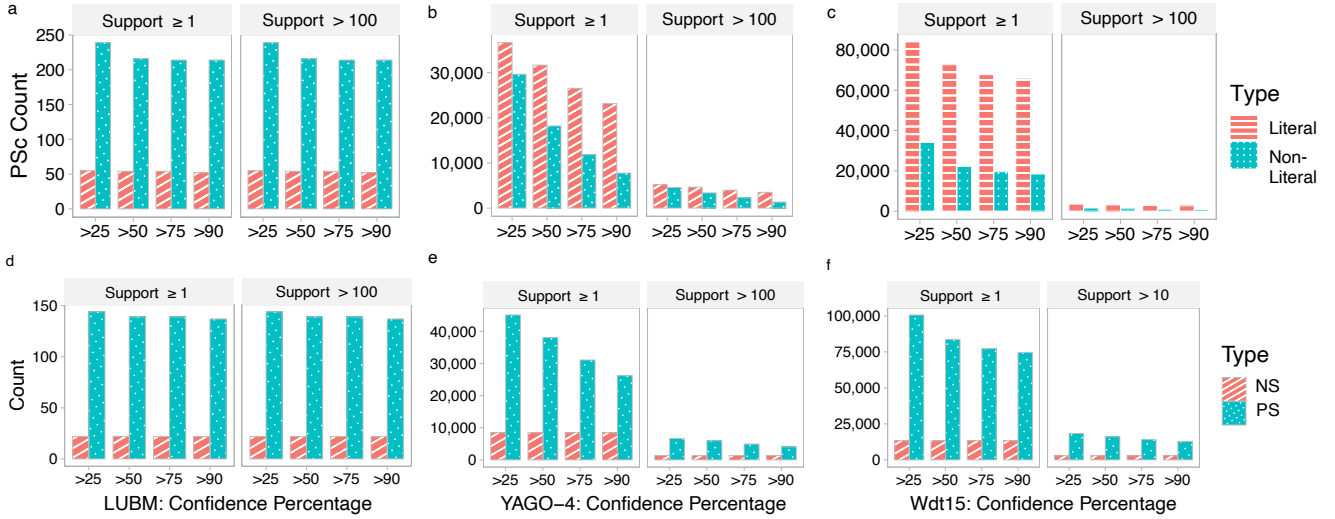 a
Support ≥ 1
Support > 100
PSc Count
250
200
150
100
50
0
>25 >50 >75 >90
>25 >50 >75 >90
b
Support ≥ 1
Support > 100
30,000
20,000
10,000
0
>25 >50 >75 >90
>25 >50 >75 >90
c
Support ≥ 1
Support > 100
80,000
60,000
40,000
20,000
0
>25 >50 >75 >90
>25 >50 >75 >90
Type
Literal
Non-
Literal
d
Support ≥ 1
Support > 100
Count
150
100
50
0
>25 >50 >75 >90
>25 >50 >75 >90
LUBM: Confidence Percentage
e
Support ≥ 1
Support > 100
40,000
30,000
20,000
10,000
0
>25 >50 >75 >90
>25 >50 >75 >90
YAGO−4: Confidence Percentage
f
Support ≥ 1
Support > 10
100,000
75,000
50,000
25,000
0
>25 >50 >75 >90
>25 >50 >75 >90
Wdt15: Confidence Percentage
Type
NS
PS